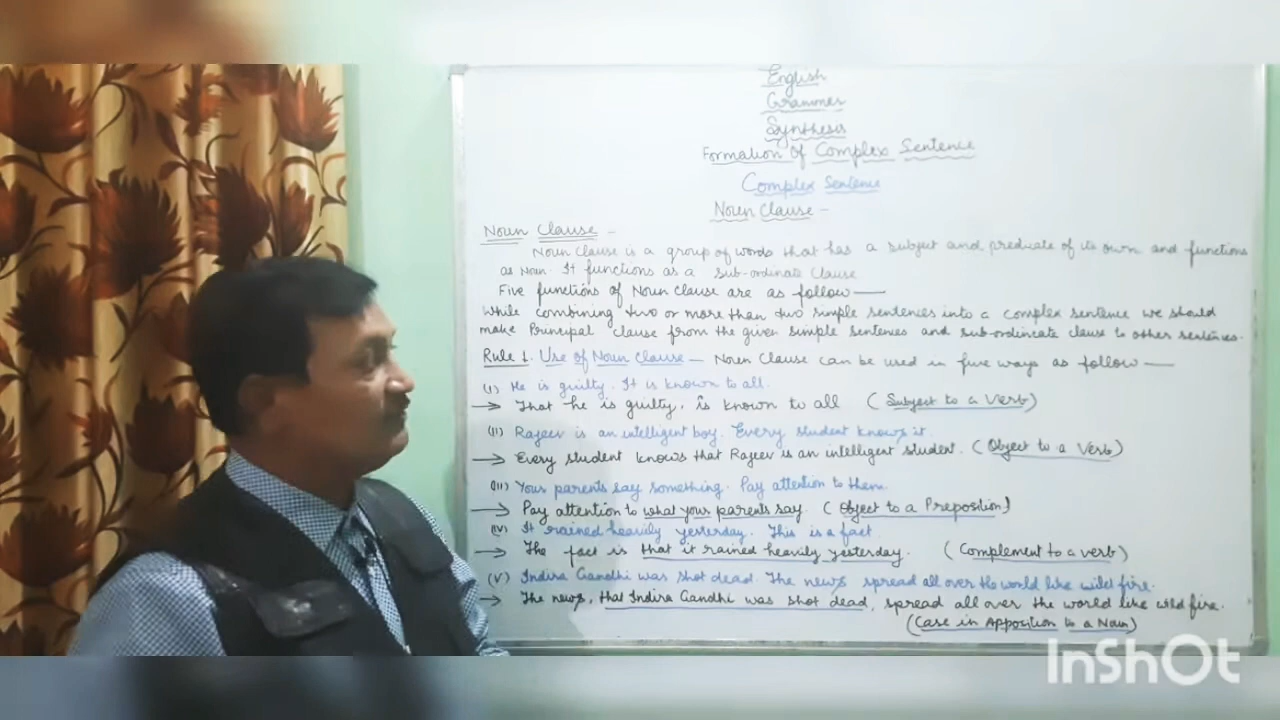 English
Grammer
Synthesis
Formation Of Complex Sentence
Complex Sentence
Noun Clause -
Noun Clause -
Noun Clause is a group of words that has a subject and predicate of its own and functions
as Noun. It functions as a sub-ordinate Clause
Five functions of Noun Clause are as follow —
While combining two or more than two simple sentences into a complex sentence we should
make Principal Clause from the given simple sentences and sub-ordinate clause to other sentences.
Rule 1. Use of Noun Clause — Noun Clause can be used in five ways as follow —
(I) He is guilty. It is known to all.
→ That he is guilty, is known to all (Subject to a Verb)
(II) Rajeev is an intelligent boy. Every student knows it.
→ Every student knows that Rajeev is an intelligent student. (Object to a Verb)
(III) Your parents say something. Pay attention to them.
→ Pay attention to what your parents say (Object to a Preposition)
(IV) It rained heavily yesterday. This is a fact.
→ The fact is that it rained heavily yesterday. (Complement to a verb)
(V) Indira Gandhi was shot dead. The news spread all over the world like wild fire.
→ The news, that Indira Gandhi was shot dead, spread all over the world like wild fire.
(Case in Apposition to a Noun)
InShOt